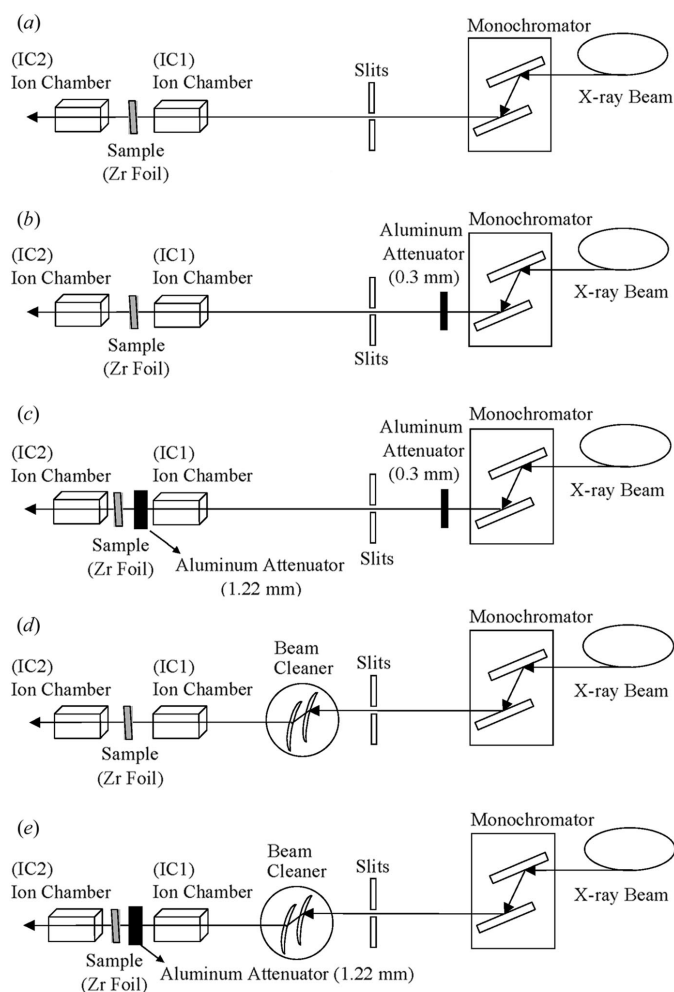 (a)
Monochromator
(IC2)
Ion Chamber
(IC1)
Ion Chamber
Slits
X-ray Beam
Sample
(Zr Foil)
(b)
Monochromator
Aluminum
Attenuator
(0.3 mm)
(IC2)
Ion Chamber
(IC1)
Ion Chamber
X-ray Beam
Sample
(Zr Foil)
Slits
(c)
Monochromator
Aluminum
Attenuator
(0.3 mm)
(IC2)
Ion Chamber
(IC1)
Ion Chamber
X-ray Beam
Sample
(Zr Foil)
Slits
Aluminum Attenuator
(1.22 mm)
(d)
Monochromator
Beam
Cleaner
Slits
(IC2)
Ion Chamber
(IC1)
Ion Chamber
X-ray Beam
Sample
(Zr Foil)
(e)
Monochromator
Beam
Cleaner
Slits
(IC2)
Ion Chamber
(IC1)
Ion Chamber
X-ray Beam
Sample
(Zr Foil)
Aluminum Attenuator (1.22 mm)